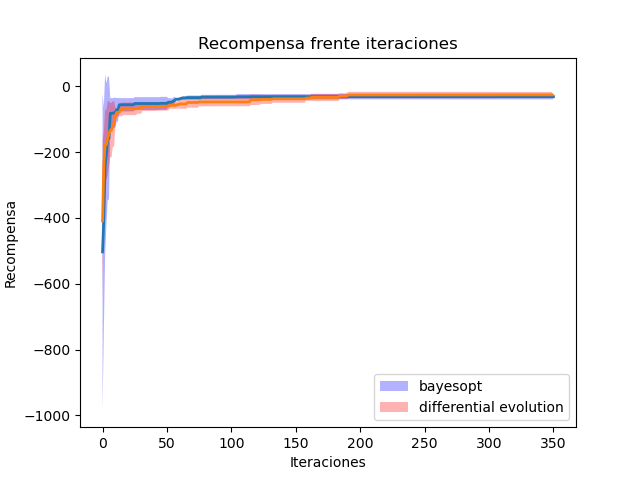 Recompensa frente iteraciones
Recompensa
0
−200
−400
−600
−800
−1000
bayesopt
differential evolution
0 50 100 150 200 250 300 350
Iteraciones